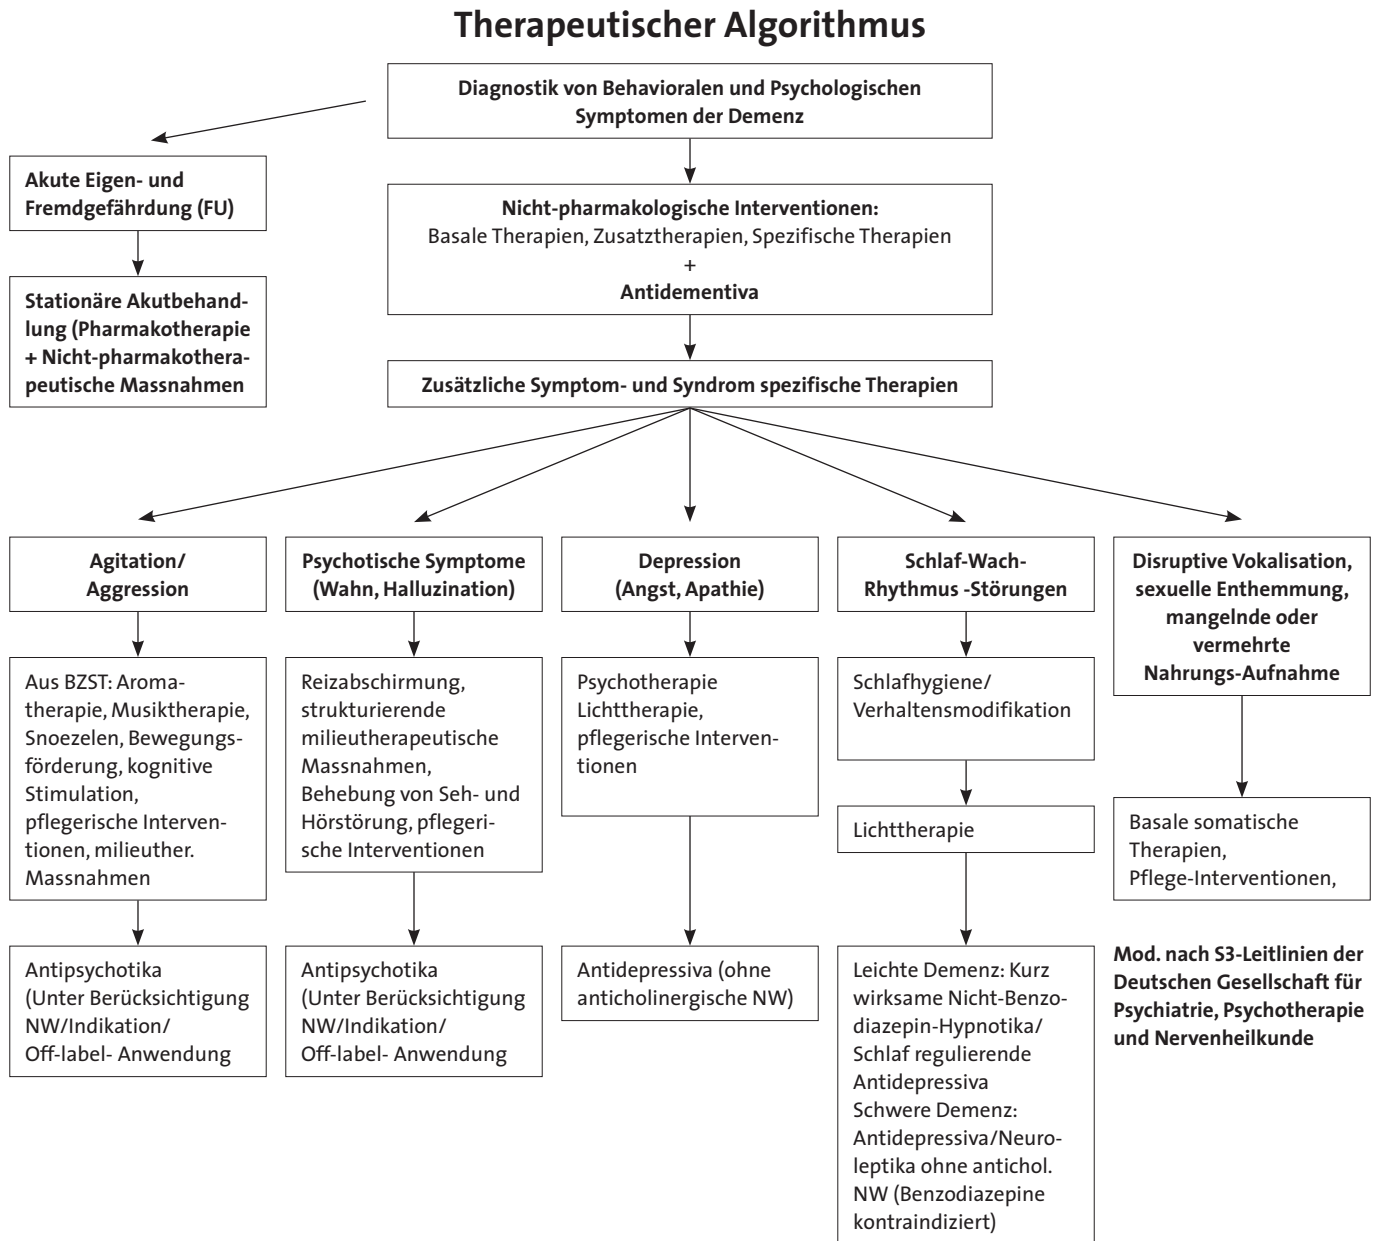 Therapeutischer Algorithmus
Diagnostik von Behavioralen und Psychologischen
Symptomen der Demenz
Akute Eigen- und
Fremdgefährdung (FU)
Stationäre Akutbehand-
lung (Pharmakotherapie
+ Nicht-pharmakothera-
peutische Massnahmen
Nicht-pharmakologische Interventionen:
Basale Therapien, Zusatztherapien, Spezifische Therapien
+
Antidementiva
Zusätzliche Symptom- und Syndrom spezifische Therapien
Agitation/
Aggression
Aus BZST: Aroma-
therapie, Musiktherapie,
Snoezelen, Bewegungs-
förderung, kognitive
Stimulation,
pflegerische Interven-
tionen, milieuther.
Massnahmen
Antipsychotika
(Unter Berücksichtigung
NW/Indikation/
Off-label- Anwendung
Psychotische Symptome
(Wahn, Halluzination)
Reizabschirmung,
strukturierende
milieutherapeutische
Massnahmen,
Behebung von Seh- und
Hörstörung, pflegeri-
sche Interventionen
Antipsychotika
(Unter Berücksichtigung
NW/Indikation/
Off-label- Anwendung
Depression
(Angst, Apathie)
Psychotherapie
Lichttherapie,
pflegerische Interven-
tionen
Antidepressiva (ohne
anticholinergische NW)
Schlaf-Wach-
Rhythmus -Störungen
Schlafhygiene/
Verhaltensmodifikation
Lichttherapie
Leichte Demenz: Kurz
wirksame Nicht-Benzo-
diazepin-Hypnotika/
Schlaf regulierende
Antidepressiva
Schwere Demenz:
Antidepressiva/Neuro-
leptika ohne antichol.
NW (Benzodiazepine
kontraindiziert)
Disruptive Vokalisation,
sexuelle Enthemmung,
mangelnde oder
vermehrte
Nahrungs-Aufnahme
Basale somatische
Therapien,
Pflege-Interventionen,
Mod. nach S3-Leitlinien der
Deutschen Gesellschaft für
Psychiatrie, Psychotherapie
und Nervenheilkunde